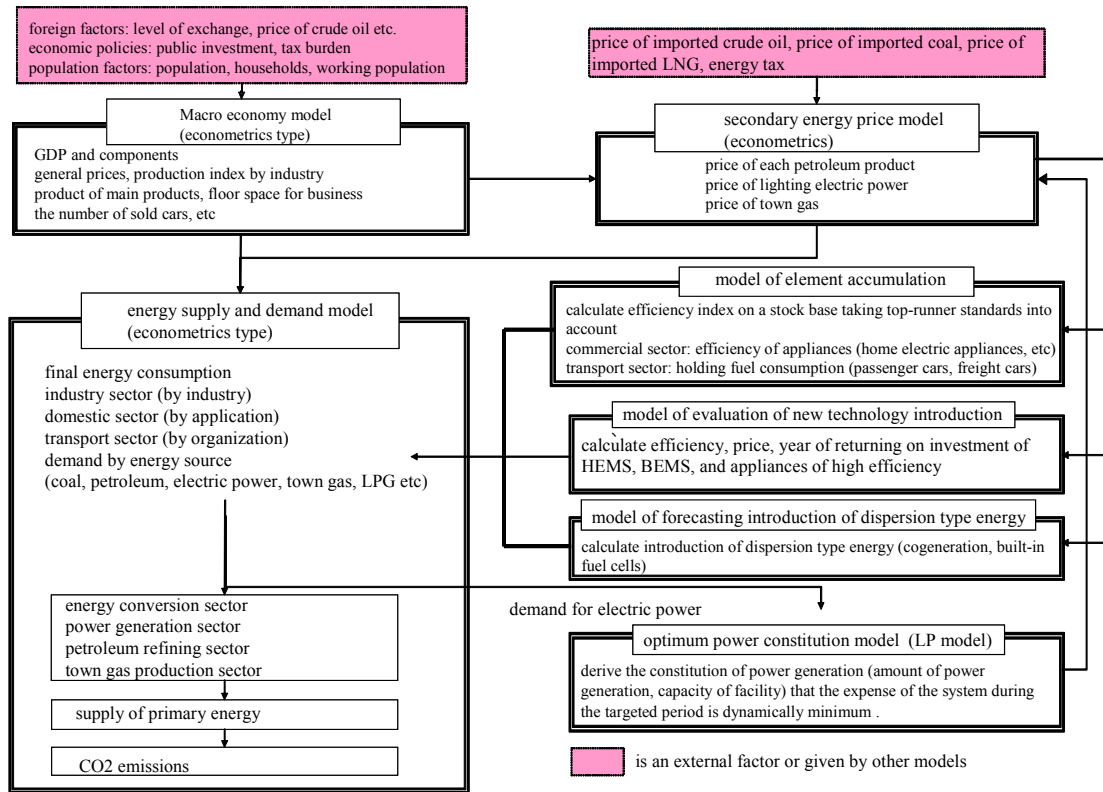 foreign factors: level of exchange, price of crude oil etc.
economic policies: public investment, tax burden
population factors: population, households, working population
price of imported crude oil, price of imported coal, price of
imported LNG, energy tax
Macro economy model
(econometrics type)
GDP and components
general prices, production index by industry
product of main products, floor space for business
the number of sold cars, etc
secondary energy price model
(econometrics)
price of each petroleum product
price of lighting electric power
price of town gas
energy supply and demand model
(econometrics type)
final energy consumption
industry sector (by industry)
domestic sector (by application)
transport sector (by organization)
demand by energy source
(coal, petroleum, electric power, town gas, LPG etc)
energy conversion sector
power generation sector
petroleum refining sector
town gas production sector
supply of primary energy
CO2 emissions
model of element accumulation
calculate efficiency index on a stock base taking top-runner standards into
account
commercial sector: efficiency of appliances (home electric appliances, etc)
transport sector: holding fuel consumption (passenger cars, freight cars)
model of evaluation of new technology introduction
calculate efficiency, price, year of returning on investment of
HEMS, BEMS, and appliances of high efficiency
model of forecasting introduction of dispersion type energy
calculate introduction of dispersion type energy (cogeneration, built-in
fuel cells)
demand for electric power
optimum power constitution model (LP model)
derive the constitution of power generation (amount of power
generation, capacity of facility) that the expense of the system during
the targeted period is dynamically minimum .
is an external factor or given by other models